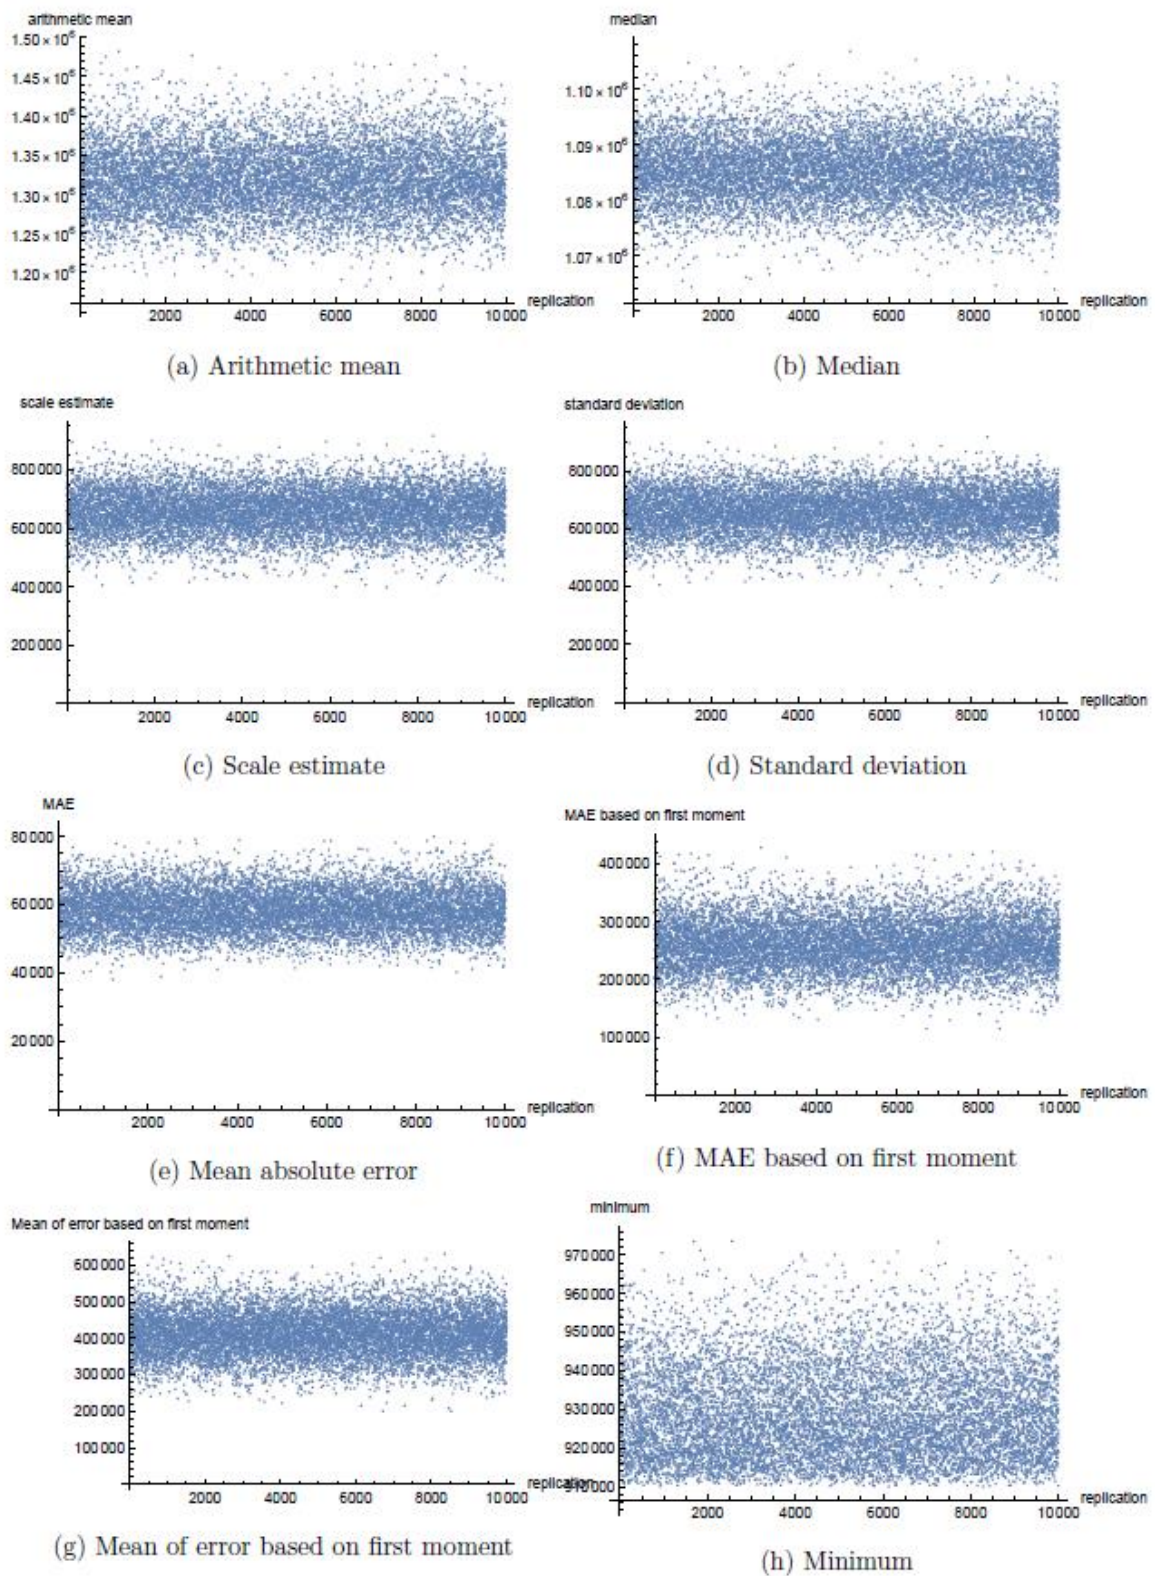 arithmetic mean
1.50 × 10⁶
1.45 × 10⁶
1.40 × 10⁶
1.35 × 10⁶
1.30 × 10⁶
1.25 × 10⁶
1.20 × 10⁶
2000 4000 6000 8000 10000 replication
(a) Arithmetic mean
median
1.10 × 10⁶
1.09 × 10⁶
1.08 × 10⁶
1.07 × 10⁶
2000 4000 6000 8000 10000 replication
(b) Median
scale estimate
800000
600000
400000
200000
2000 4000 6000 8000 10000 replication
(c) Scale estimate
standard deviation
800000
600000
400000
200000
2000 4000 6000 8000 10000 replication
(d) Standard deviation
MAE
80000
60000
40000
20000
2000 4000 6000 8000 10000 replication
(e) Mean absolute error
MAE based on first moment
400000
300000
200000
100000
2000 4000 6000 8000 10000 replication
(f) MAE based on first moment
Mean of error based on first moment
600000
500000
400000
300000
200000
100000
2000 4000 6000 8000 10000 replication
(g) Mean of error based on first moment
minimum
970000
960000
950000
940000
930000
920000
910000
2000 4000 6000 8000 10000 replication
(h) Minimum